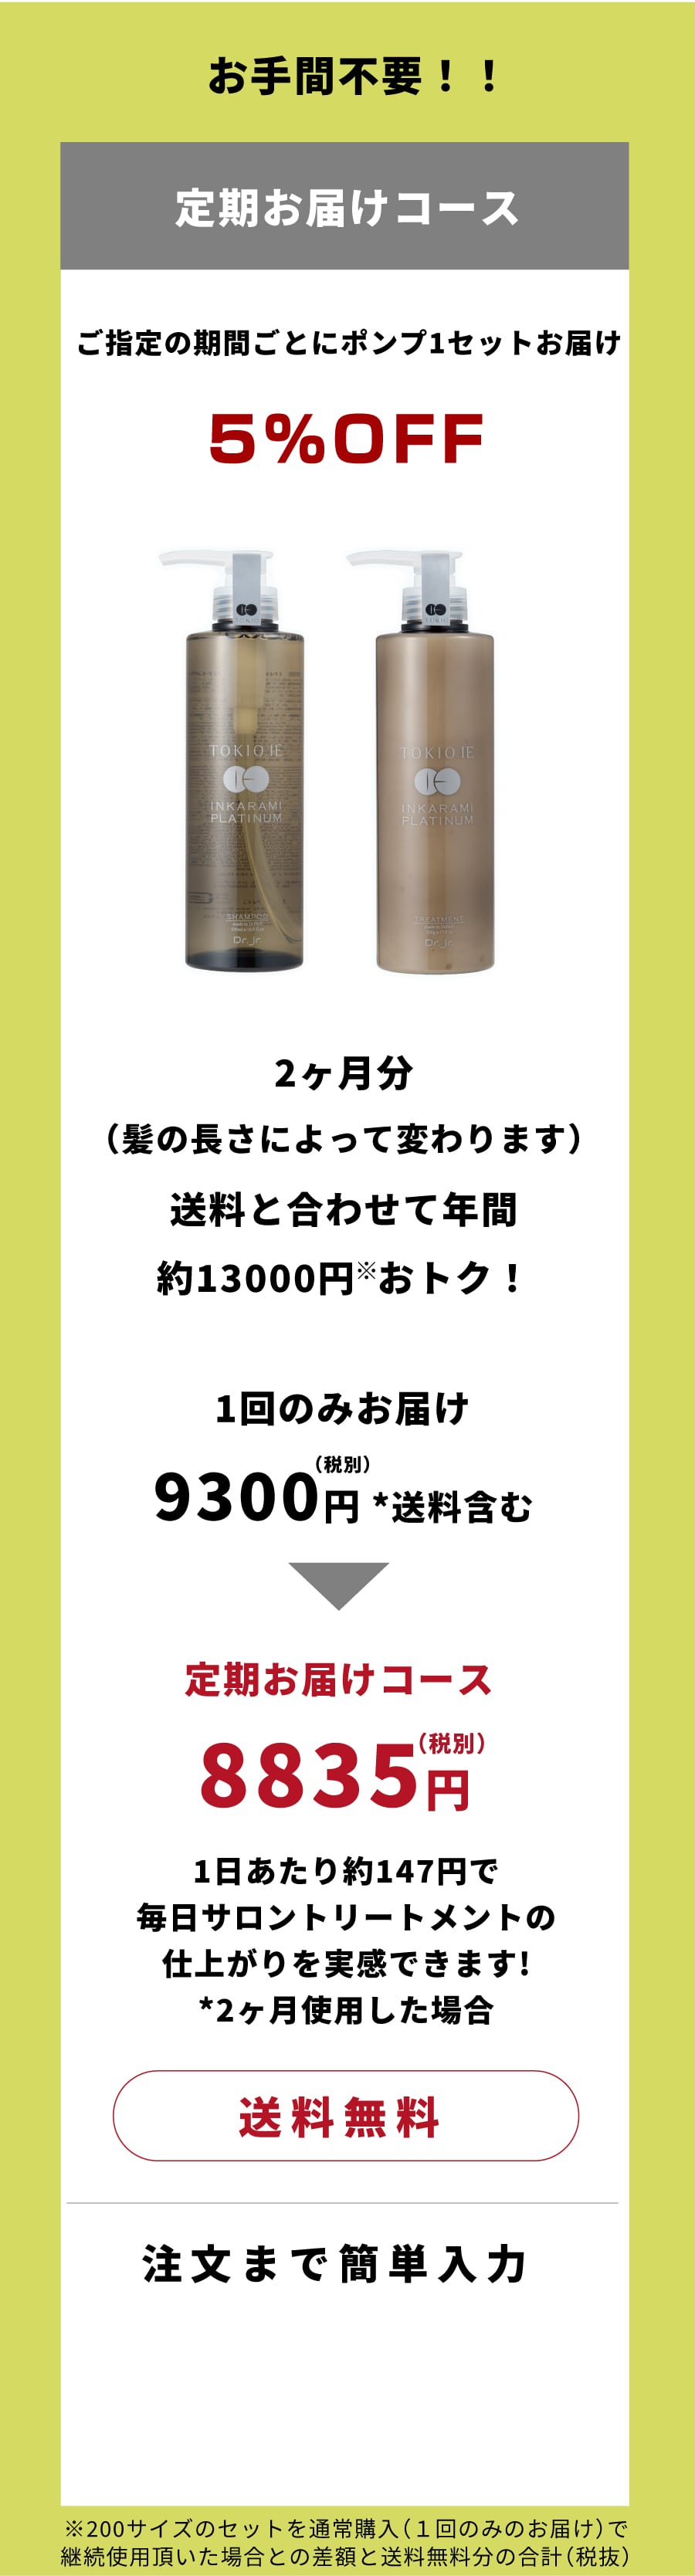 お手間不要！！
定期お届けコース
ご指定の期間ごとにポンプ1セットお届け
5%OFF
TOKIO
TOKIO
TOKIO IE
TOKIO IE
INKARAMI
PLATINUM
INKARAMI
PLATINUM
SHAMPOO
Dr. Jr.
TREATMENT
Dr. Jr.
2ヶ月分
（髪の長さによって変わります）
送料と合わせて年間
約13000円※おトク！
1回のみお届け
（税別）
9300円 *送料含む
定期お届けコース
（税別）
8835円
1日あたり約147円で
毎日サロントリートメントの
仕上がりを実感できます!
*2ヶ月使用した場合
送料無料
注文まで簡単入力
※200サイズのセットを通常購入（１回のみのお届け）で
継続使用頂いた場合との差額と送料無料分の合計（税抜）